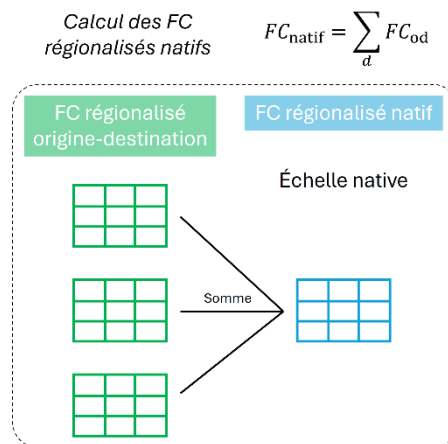 Calcul des FC
régionalisés natifs
FC_natif = ∑_d FC_od
FC régionalisé
origine-destination
FC régionalisé natif
Échelle native
Somme